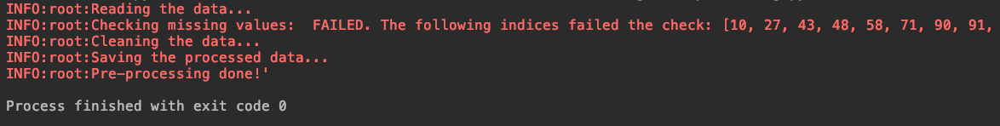 INFO:root:Reading the data...
INFO:root:Checking missing values:  FAILED. The following indices failed the check: [10, 27, 43, 48, 58, 71, 90, 91,
INFO:root:Cleaning the data...
INFO:root:Saving the processed data...
INFO:root:Pre-processing done!'
Process finished with exit code 0